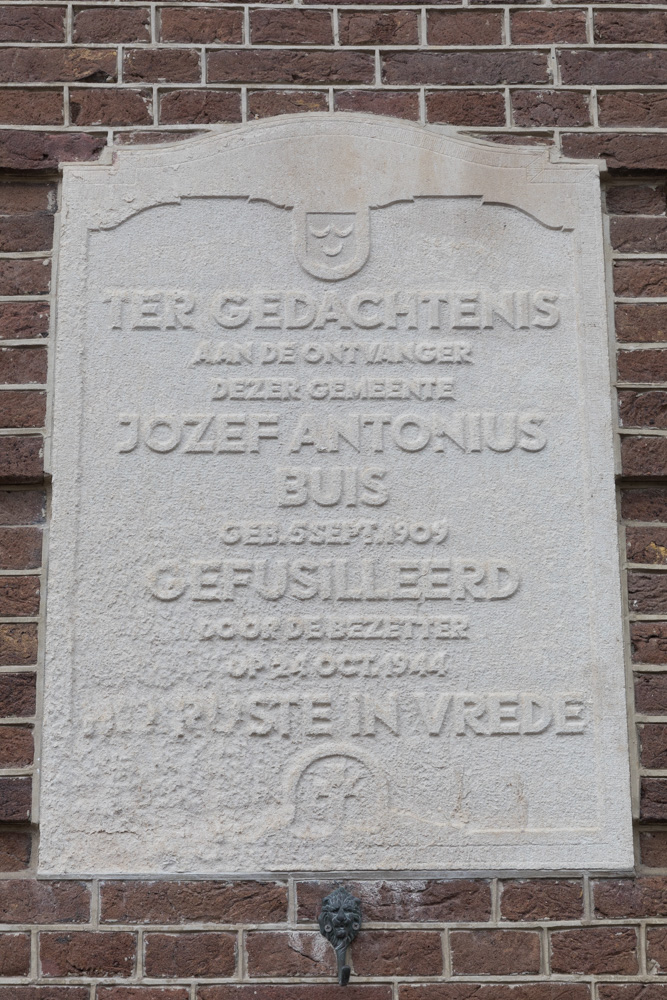 TER GEDACHTENIS
AAN DE ONTVANGER
DEZER GEMEENTE
JOZEF ANTONIUS
BUIS
GEB. 5 SEPT. 1909
GEFUSILLEERD
DOOR DE BEZETTER
OP 24 OCT. 1944
HIJ RUSTE IN VREDE